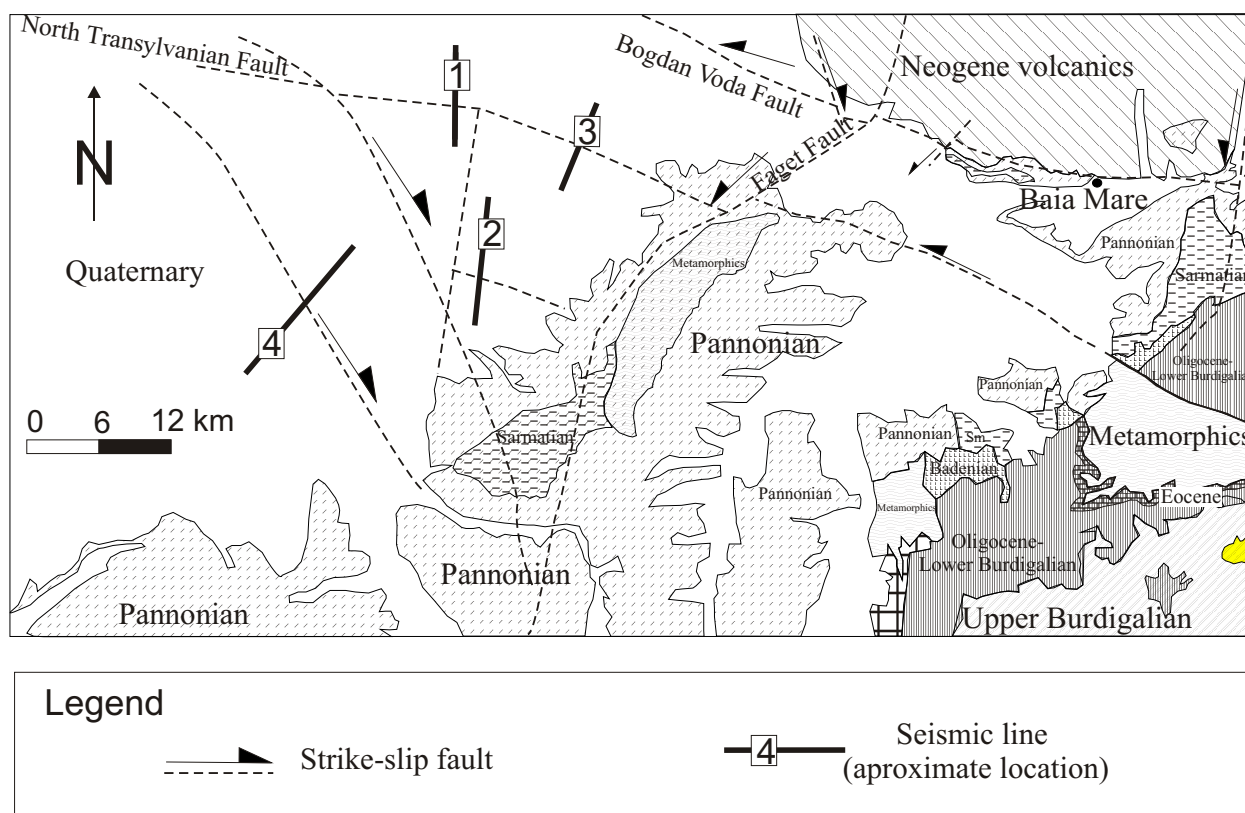 North Transylvanian Fault
Bogdan Voda Fault
Neogene volcanics
1
3
N
Faget Fault
Baia Mare
2
Pannonian
Metamorphics
Quaternary
Sarmatian
4
Pannonian
Oligocene-
Lower Burdigalian
Pannonian
0 6 12 km
Sarmatian
Pannonian
Sm
Metamorphics
Badenian
Pannonian
Eocene
Metamorphics
Oligocene-
Lower Burdigalian
Pannonian
Pannonian
Upper Burdigalian
Legend
Strike-slip fault
4
Seismic line
(aproximate location)